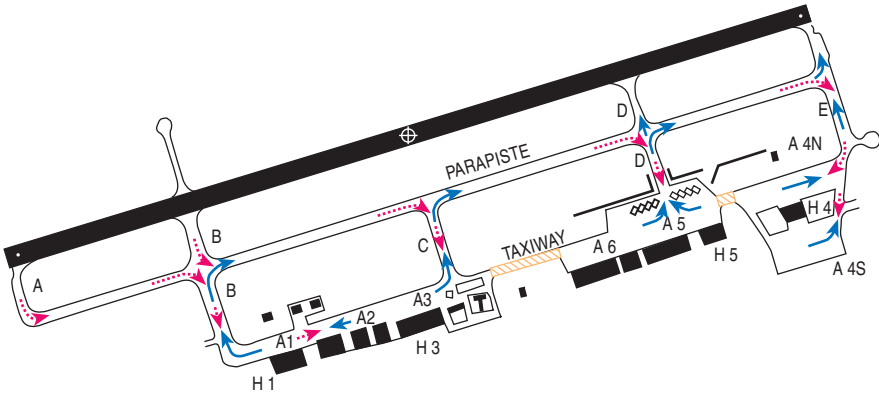 D
E
A 4N
PARAPISTE
D
H 4
B
C
TAXIWAY
A 6
A 5
H 5
A 4S
A
B
A3
A2
A1
H 3
H 1